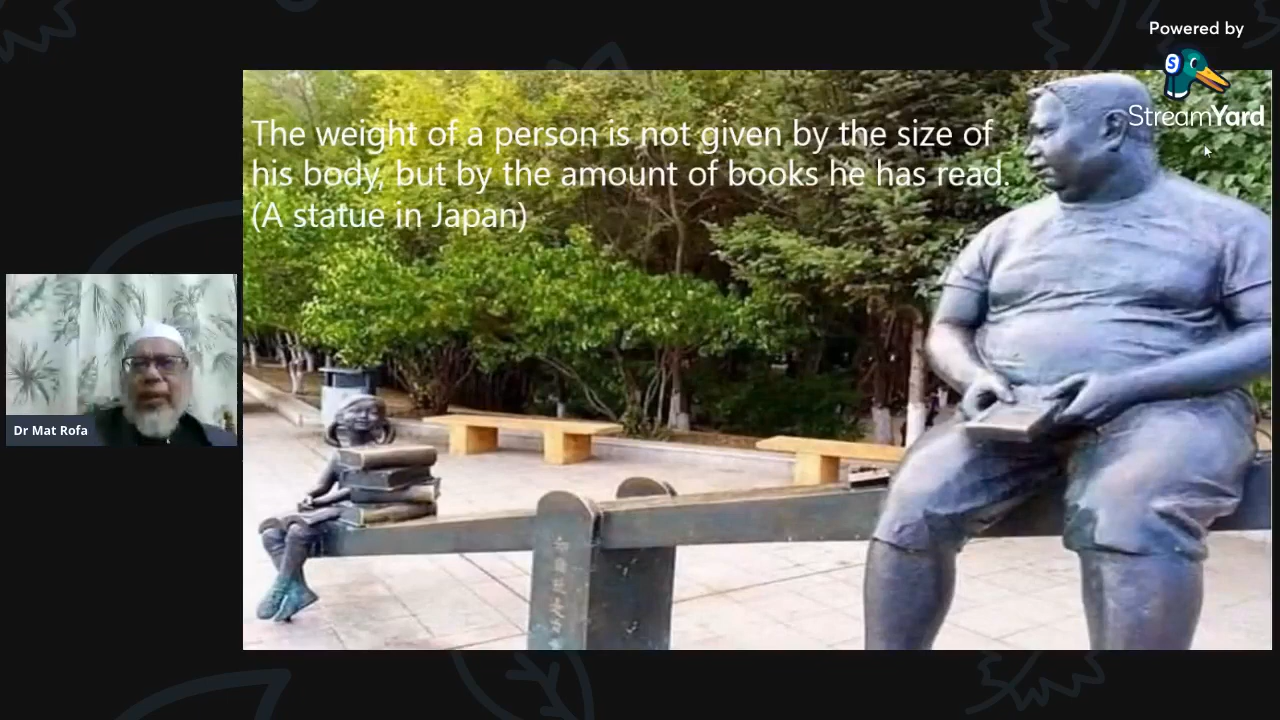 Powered by
StreamYard
The weight of a person is not given by the size of
his body, but by the amount of books he has read.
(A statue in Japan)
Dr Mat Rofa